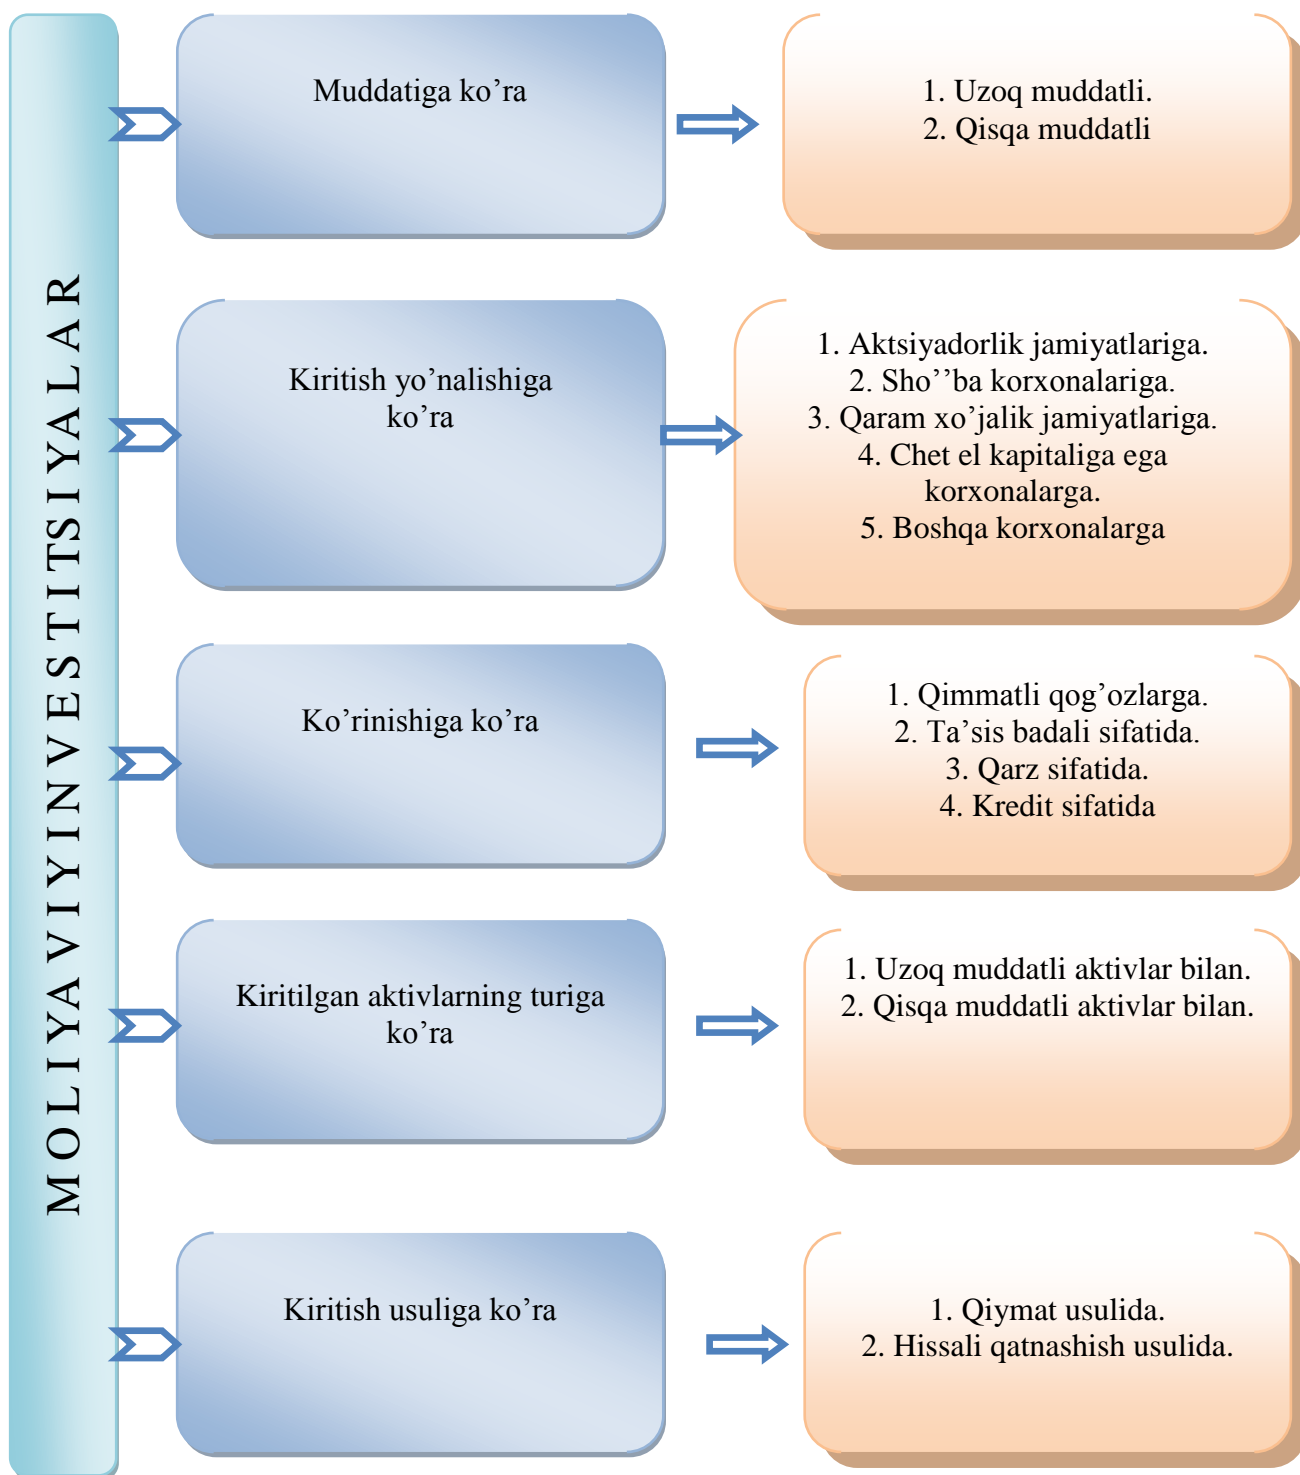 MOLIYAVIY INVESTITSIYALAR
Muddatiga ko’ra
1. Uzoq muddatli.
2. Qisqa muddatli
Kiritish yo’nalishiga
ko’ra
1. Aktsiyadorlik jamiyatlariga.
2. Sho’’ba korxonalariga.
3. Qaram xo’jalik jamiyatlariga.
4. Chet el kapitaliga ega
korxonalarga.
5. Boshqa korxonalarga
Ko’rinishiga ko’ra
1. Qimmatli qog’ozlarga.
2. Ta’sis badali sifatida.
3. Qarz sifatida.
4. Kredit sifatida
Kiritilgan aktivlarning turiga
ko’ra
1. Uzoq muddatli aktivlar bilan.
2. Qisqa muddatli aktivlar bilan.
Kiritish usuliga ko’ra
1. Qiymat usulida.
2. Hissali qatnashish usulida.